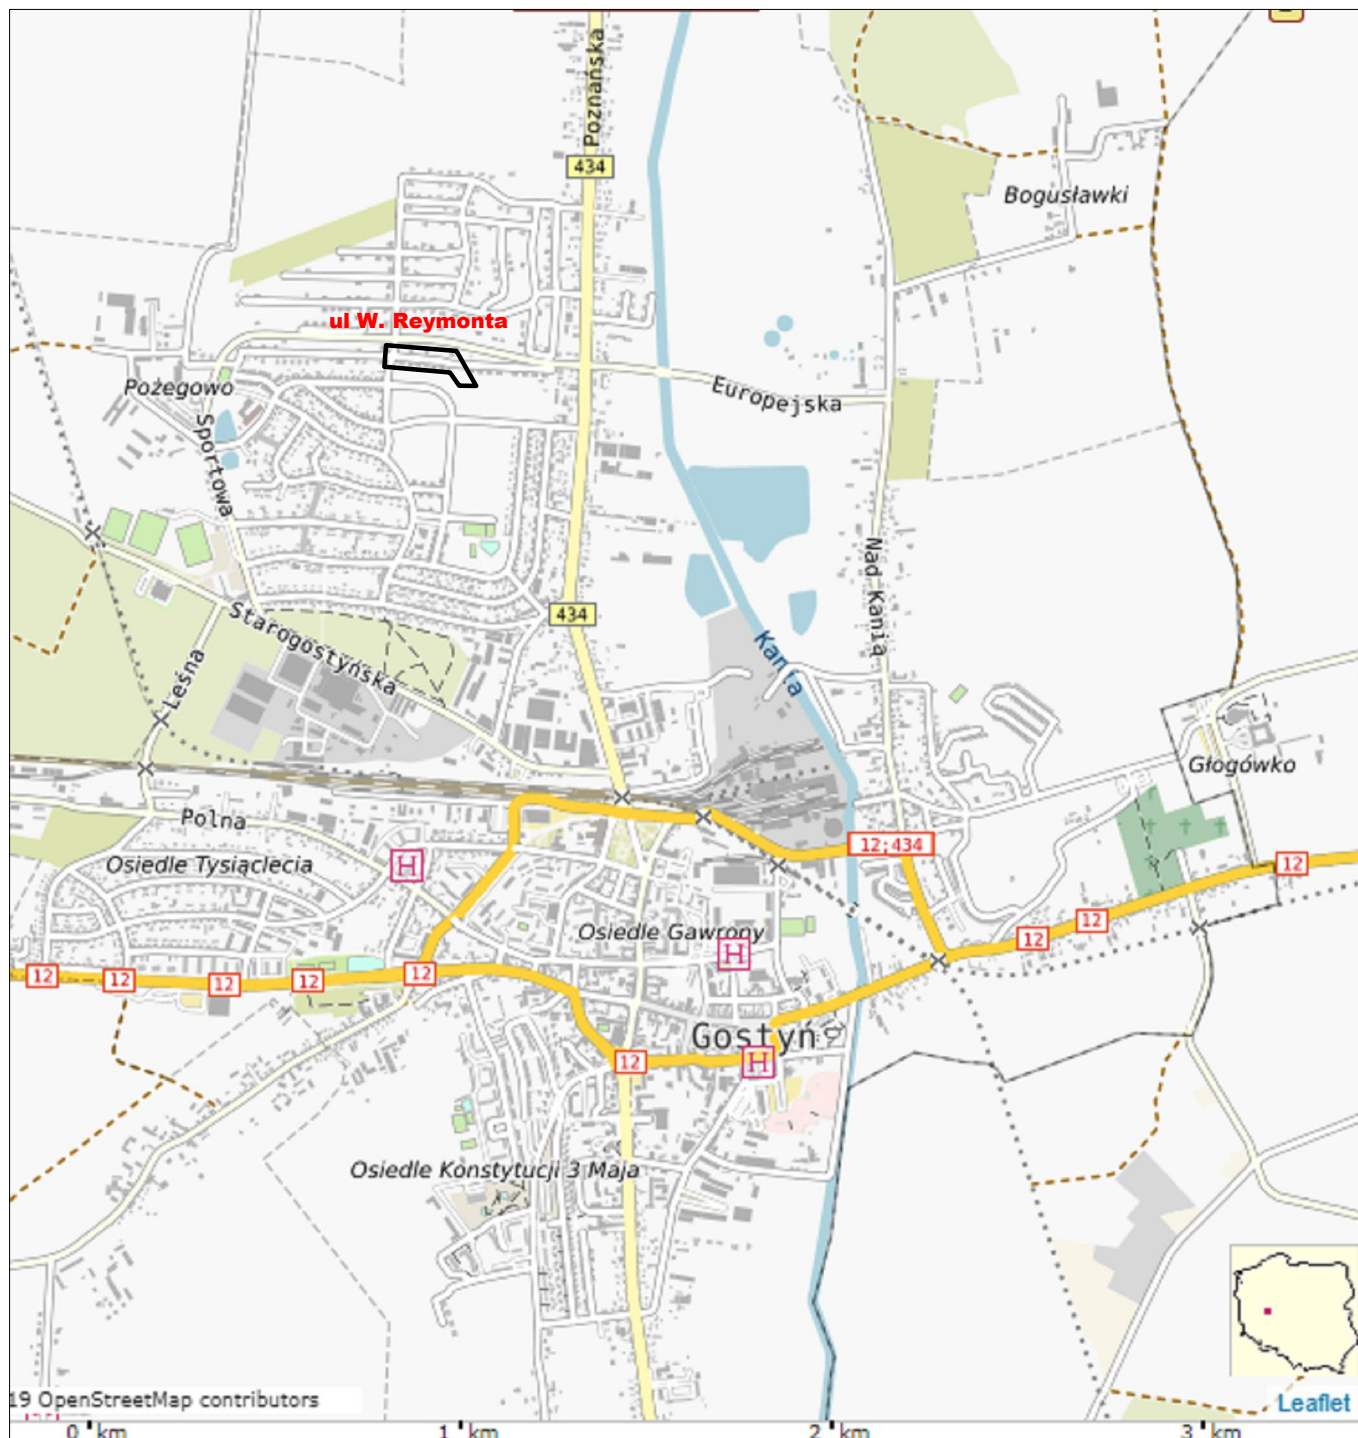 Poznańska
434
Bogusławki
ul W. Reymonta
Pożegowo
Europejska
Sportowa
Nad Kanią
434
Starogostyńska
Kania
Leśna
Głogówko
Polna
12;434
12
Osiedle Tysiąclecia
H
12
Osiedle Gawrony
H
12
12
12
12
12
12
Gostyń
12
H
Osiedle Konstytucji 3 Maja
19 OpenStreetMap contributors
Leaflet
0 km
1 km
2 km
3 km